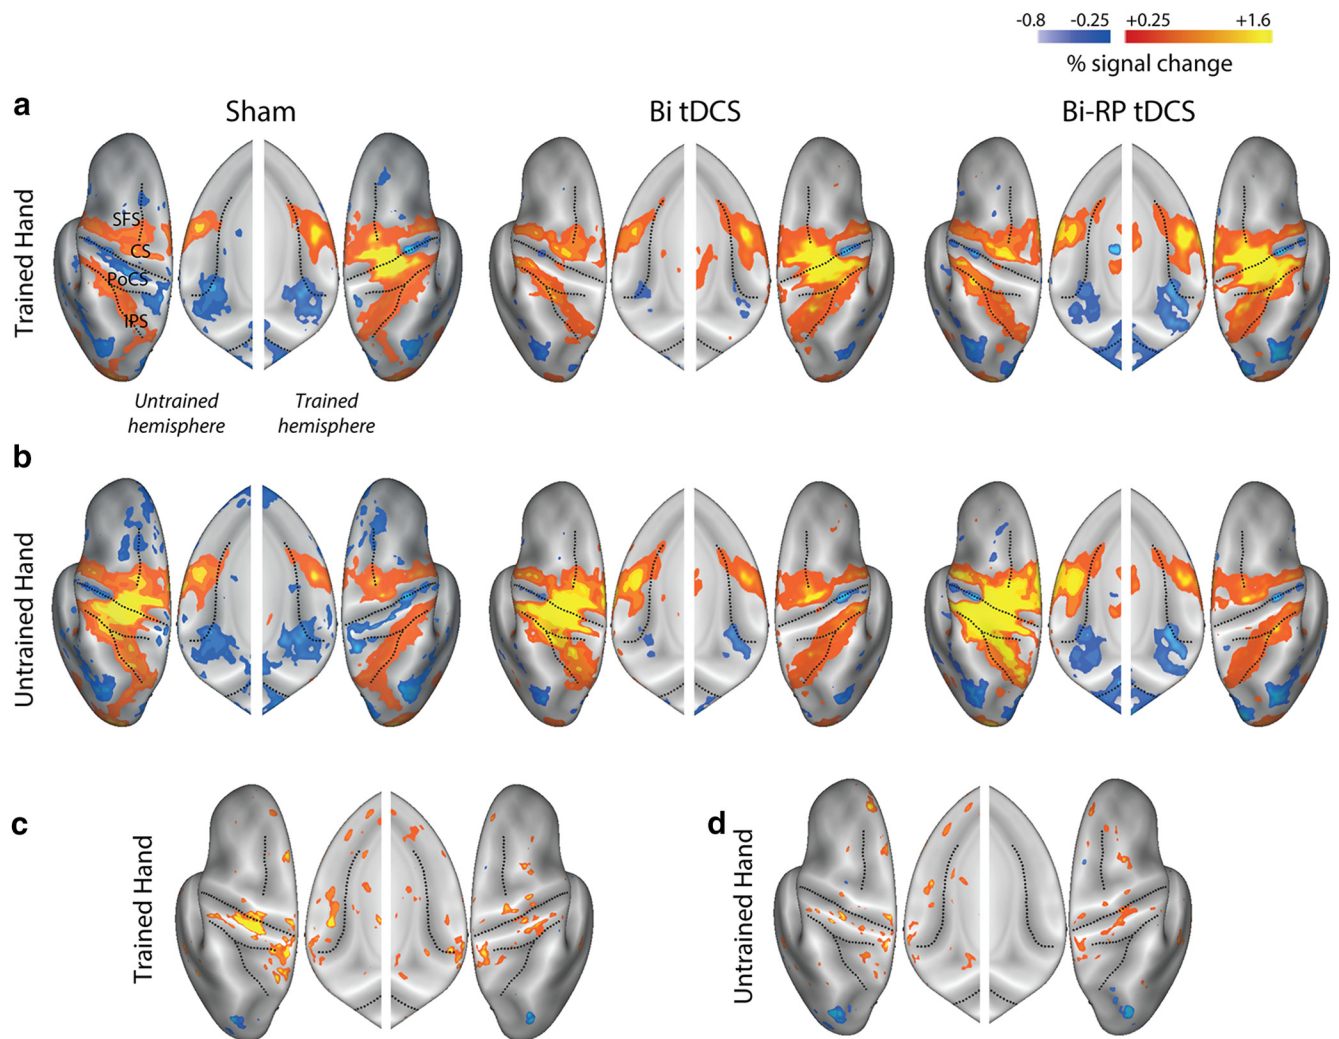 -0.8 -0.25 +0.25 +1.6
% signal change
a
Sham Bi tDCS Bi-RP tDCS
Trained Hand
SFS
CS
PoCS
IPS
Untrained
hemisphere
Trained
hemisphere
b
Untrained Hand
c
Trained Hand
d
Untrained Hand